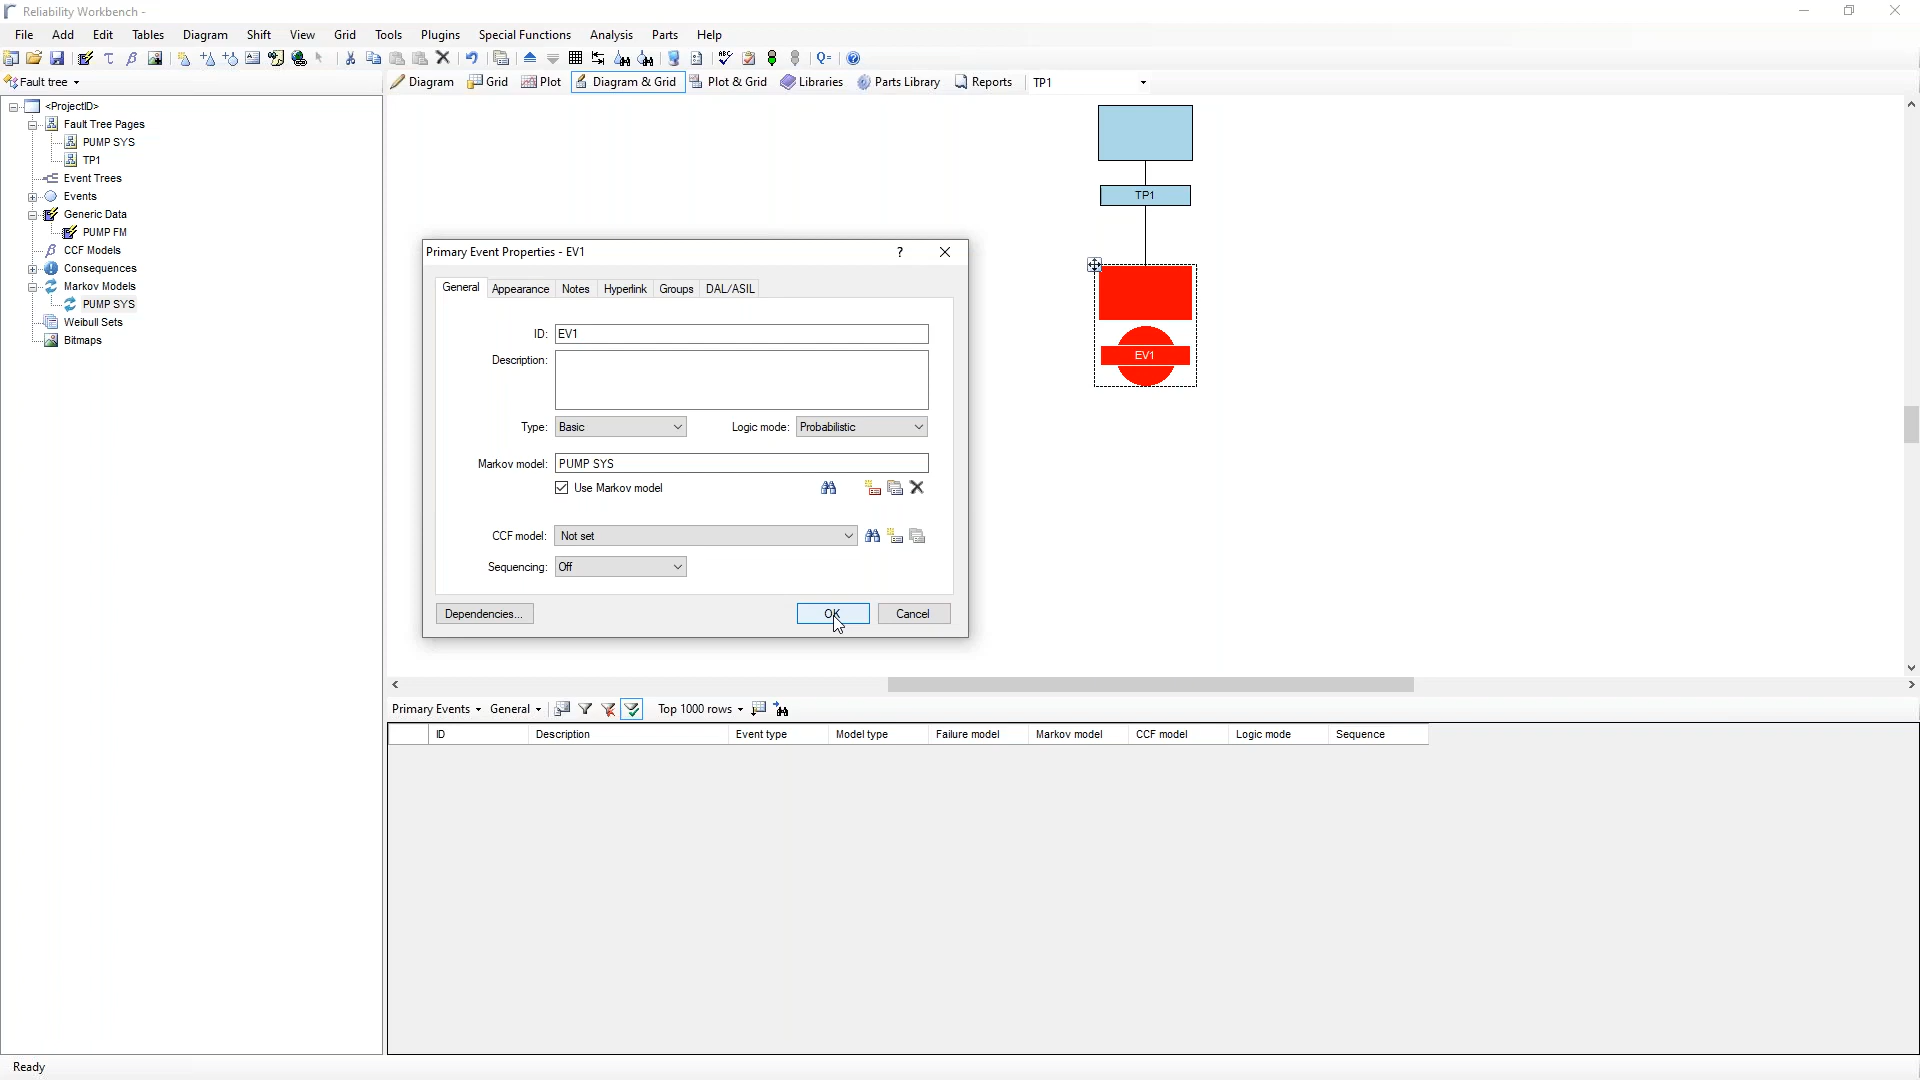 Reliability Workbench -
File Add Edit Tables Diagram Shift View Grid Tools Plugins Special Functions Analysis Parts Help
Fault tree
Diagram Grid Plot Diagram & Grid Plot & Grid Libraries Parts Library Reports TP1
<ProjectID>
Fault Tree Pages
PUMP SYS
TP1
Event Trees
Events
Generic Data
PUMP FM
CCF Models
Consequences
Markov Models
PUMP SYS
Weibull Sets
Bitmaps
TP1
EV1
Primary Event Properties - EV1
General Appearance Notes Hyperlink Groups DAL/ASIL
ID: EV1
Description:
Type: Basic Logic mode: Probabilistic
Markov model: PUMP SYS
Use Markov model
CCF model: Not set
Sequencing: Off
Dependencies... OK Cancel
Primary Events General Top 1000 rows
ID Description Event type Model type Failure model Markov model CCF model Logic mode Sequence
Ready